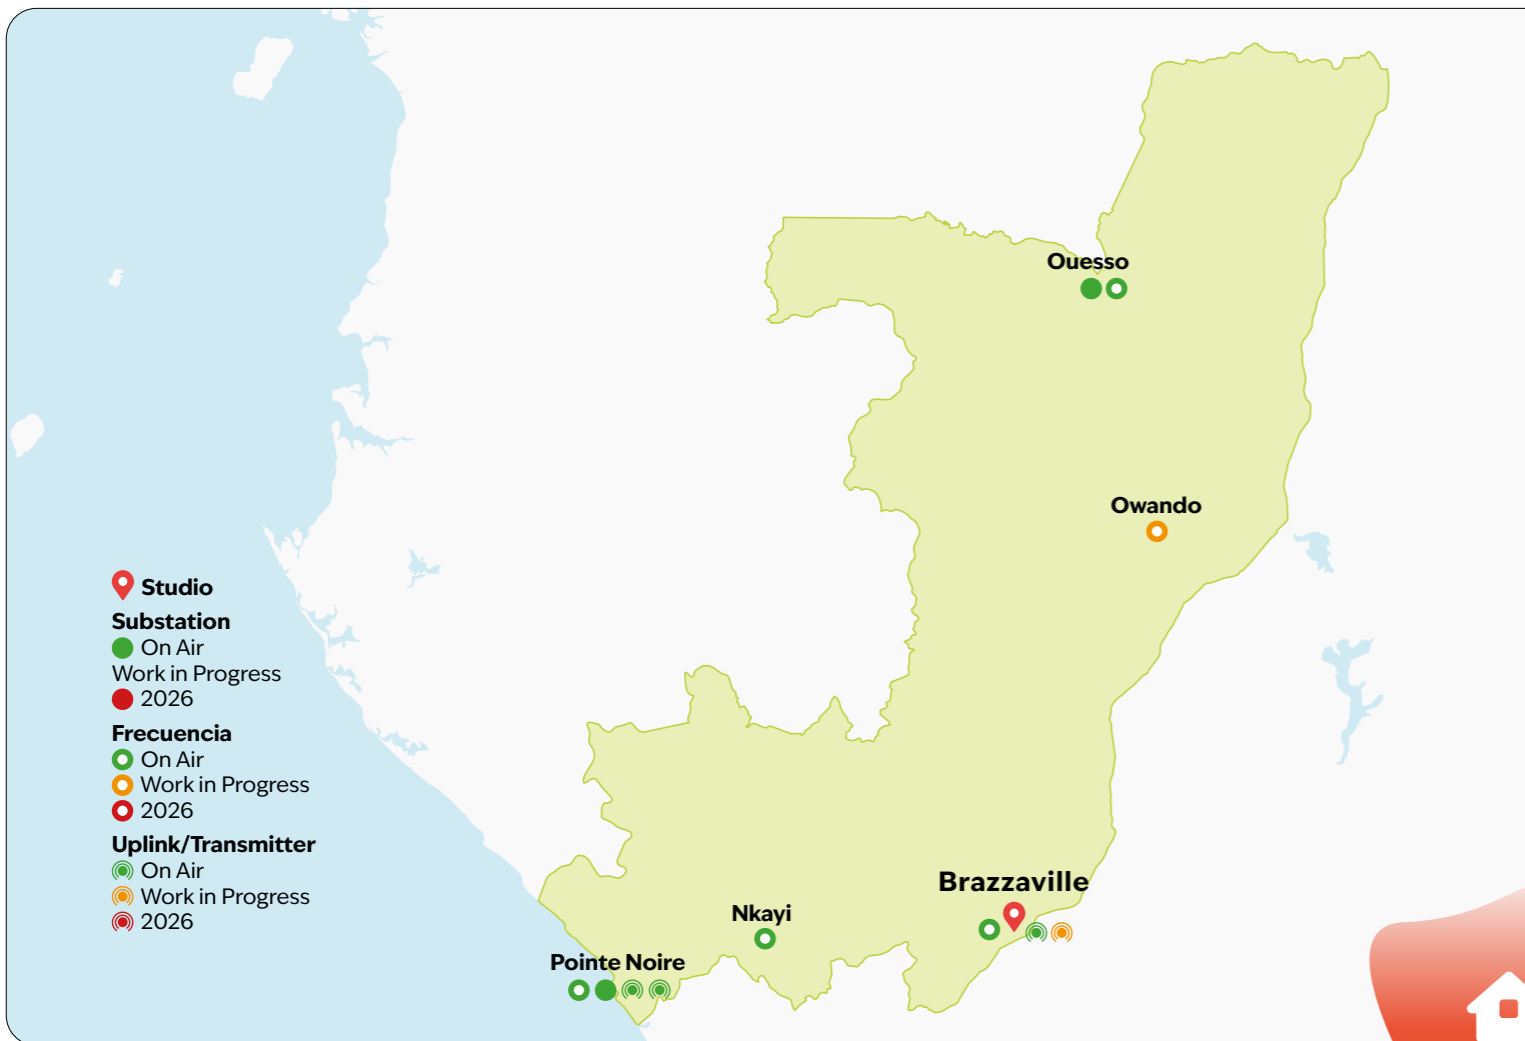 Ouesso
Owando
Studio
Substation
On Air
Work in Progress
2026
Frecuencia
On Air
Work in Progress
2026
Uplink/Transmitter
On Air
Work in Progress
2026
Brazzaville
Nkayi
Pointe Noire